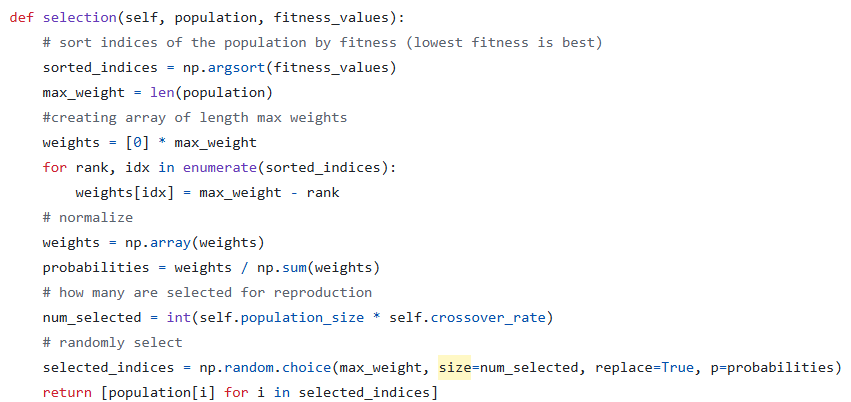 def selection(self, population, fitness_values):
    # sort indices of the population by fitness (lowest fitness is best)
    sorted_indices = np.argsort(fitness_values)
    max_weight = len(population)
    #creating array of length max weights
    weights = [0] * max_weight
    for rank, idx in enumerate(sorted_indices):
        weights[idx] = max_weight - rank
    # normalize
    weights = np.array(weights)
    probabilities = weights / np.sum(weights)
    # how many are selected for reproduction
    num_selected = int(self.population_size * self.crossover_rate)
    # randomly select
    selected_indices = np.random.choice(max_weight, size=num_selected, replace=True, p=probabilities)
    return [population[i] for i in selected_indices]